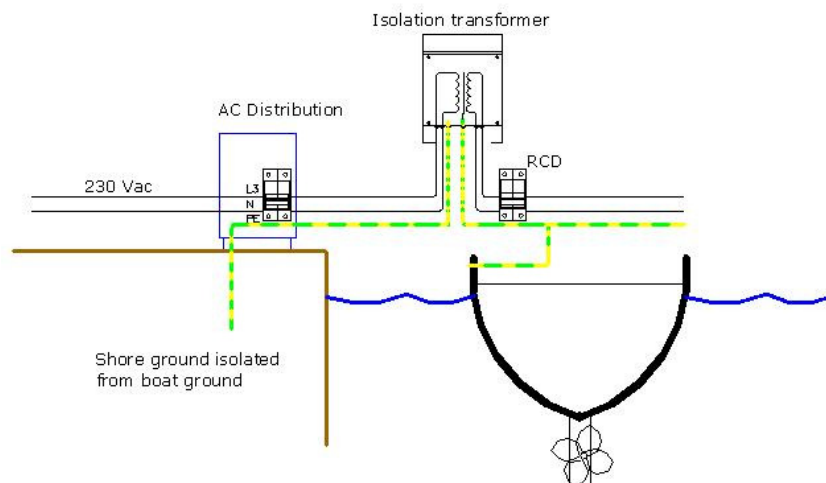 Isolation transformer
AC Distribution
RCD
230 Vac
L3
N
PE
Shore ground isolated
from boat ground